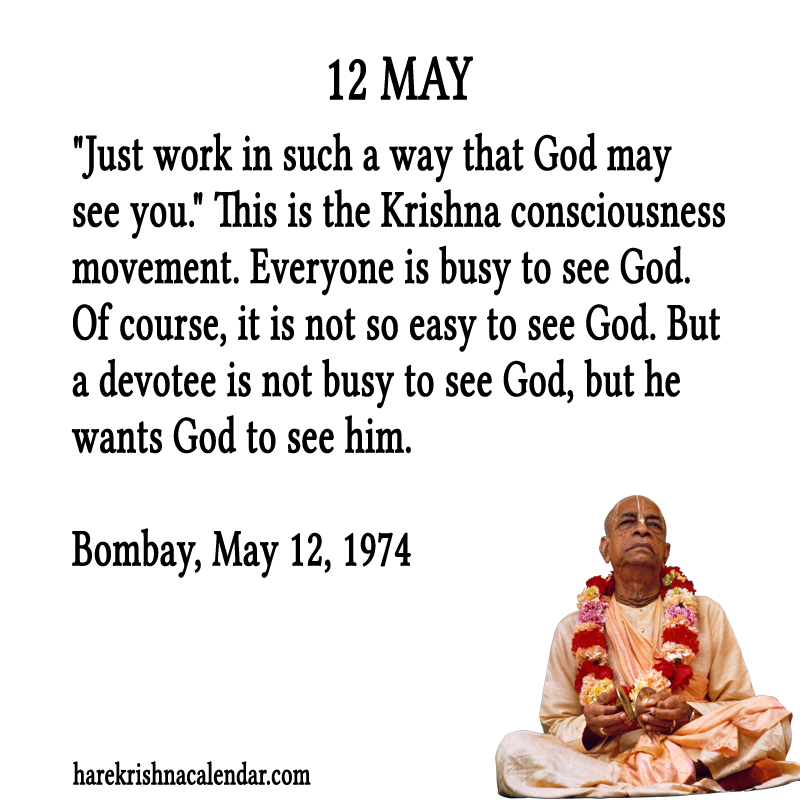 12 MAY
"Just work in such a way that God may
see you." This is the Krishna consciousness
movement. Everyone is busy to see God.
Of course, it is not so easy to see God. But
a devotee is not busy to see God, but he
wants God to see him.
Bombay, May 12, 1974
harekrishnacalendar.com